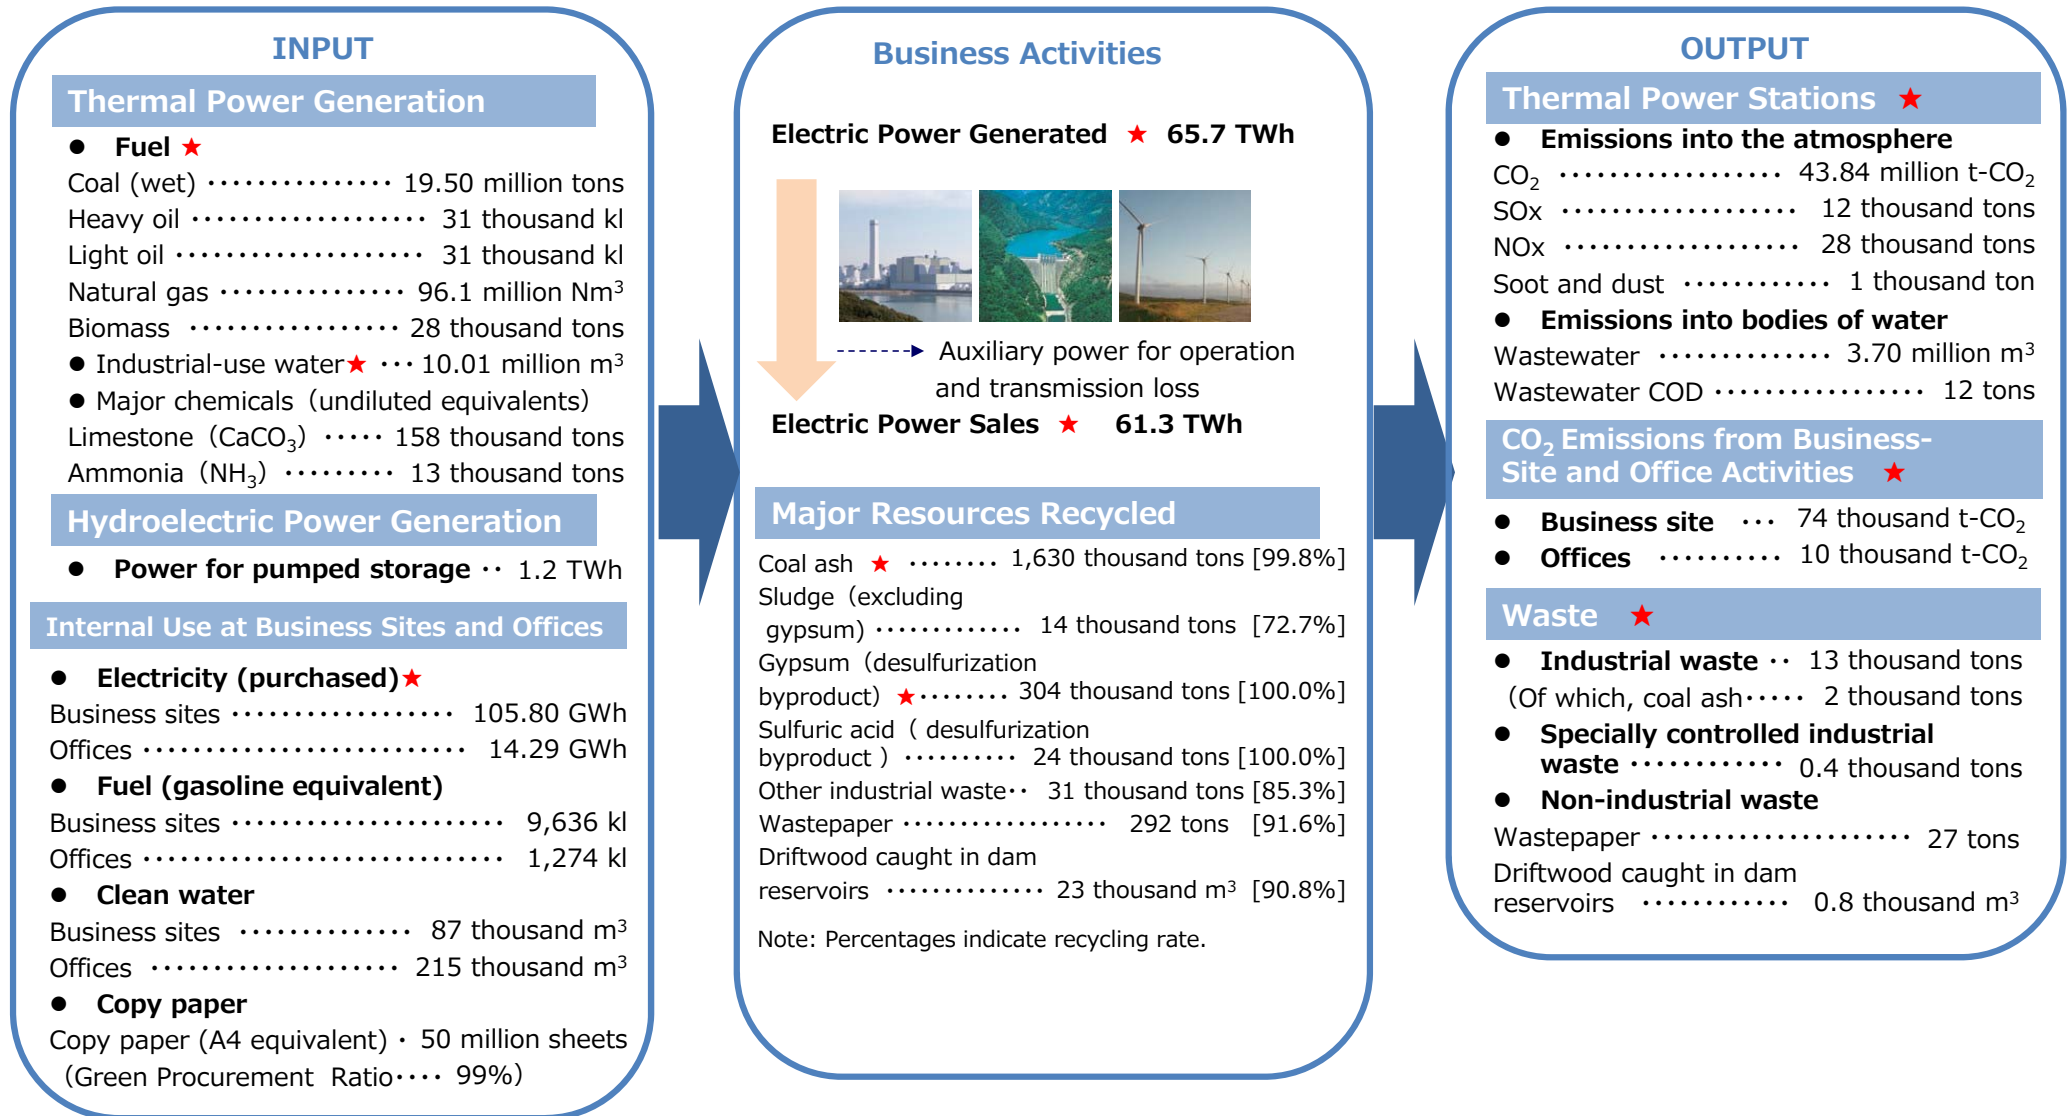 INPUT
Thermal Power Generation
● Fuel ★
Coal (wet) ················ 19.50 million tons
Heavy oil ·················· 31 thousand kl
Light oil ···················· 31 thousand kl
Natural gas ··············· 96.1 million Nm³
Biomass ················· 28 thousand tons
● Industrial-use water★ ··· 10.01 million m³
● Major chemicals（undiluted equivalents）
Limestone（CaCO₃）····· 158 thousand tons
Ammonia（NH₃）········· 13 thousand tons
Hydroelectric Power Generation
● Power for pumped storage ·· 1.2 TWh
Internal Use at Business Sites and Offices
● Electricity (purchased)★
Business sites ·················· 105.80 GWh
Offices ·························· 14.29 GWh
● Fuel (gasoline equivalent)
Business sites ······················ 9,636 kl
Offices ····························· 1,274 kl
● Clean water
Business sites ·············· 87 thousand m³
Offices ···················· 215 thousand m³
● Copy paper
Copy paper (A4 equivalent) · 50 million sheets
（Green Procurement Ratio···· 99%）
Business Activities
Electric Power Generated ★ 65.7 TWh
Auxiliary power for operation
and transmission loss
Electric Power Sales ★ 61.3 TWh
Major Resources Recycled
Coal ash ★ ········ 1,630 thousand tons [99.8%]
Sludge（excluding
gypsum) ············· 14 thousand tons [72.7%]
Gypsum（desulfurization
byproduct）★········ 304 thousand tons [100.0%]
Sulfuric acid（ desulfurization
byproduct ）·········· 24 thousand tons [100.0%]
Other industrial waste·· 31 thousand tons [85.3%]
Wastepaper ················· 292 tons [91.6%]
Driftwood caught in dam
reservoirs ·············· 23 thousand m³ [90.8%]
Note: Percentages indicate recycling rate.
OUTPUT
Thermal Power Stations ★
● Emissions into the atmosphere
CO₂ ·················· 43.84 million t-CO₂
SOx ··················· 12 thousand tons
NOx ··················· 28 thousand tons
Soot and dust ············ 1 thousand ton
● Emissions into bodies of water
Wastewater ·············· 3.70 million m³
Wastewater COD ················· 12 tons
CO₂ Emissions from Business-
Site and Office Activities ★
● Business site ··· 74 thousand t-CO₂
● Offices ·········· 10 thousand t-CO₂
Waste ★
● Industrial waste ·· 13 thousand tons
（Of which, coal ash····· 2 thousand tons
● Specially controlled industrial
waste ············ 0.4 thousand tons
● Non-industrial waste
Wastepaper ····················· 27 tons
Driftwood caught in dam
reservoirs ············ 0.8 thousand m³